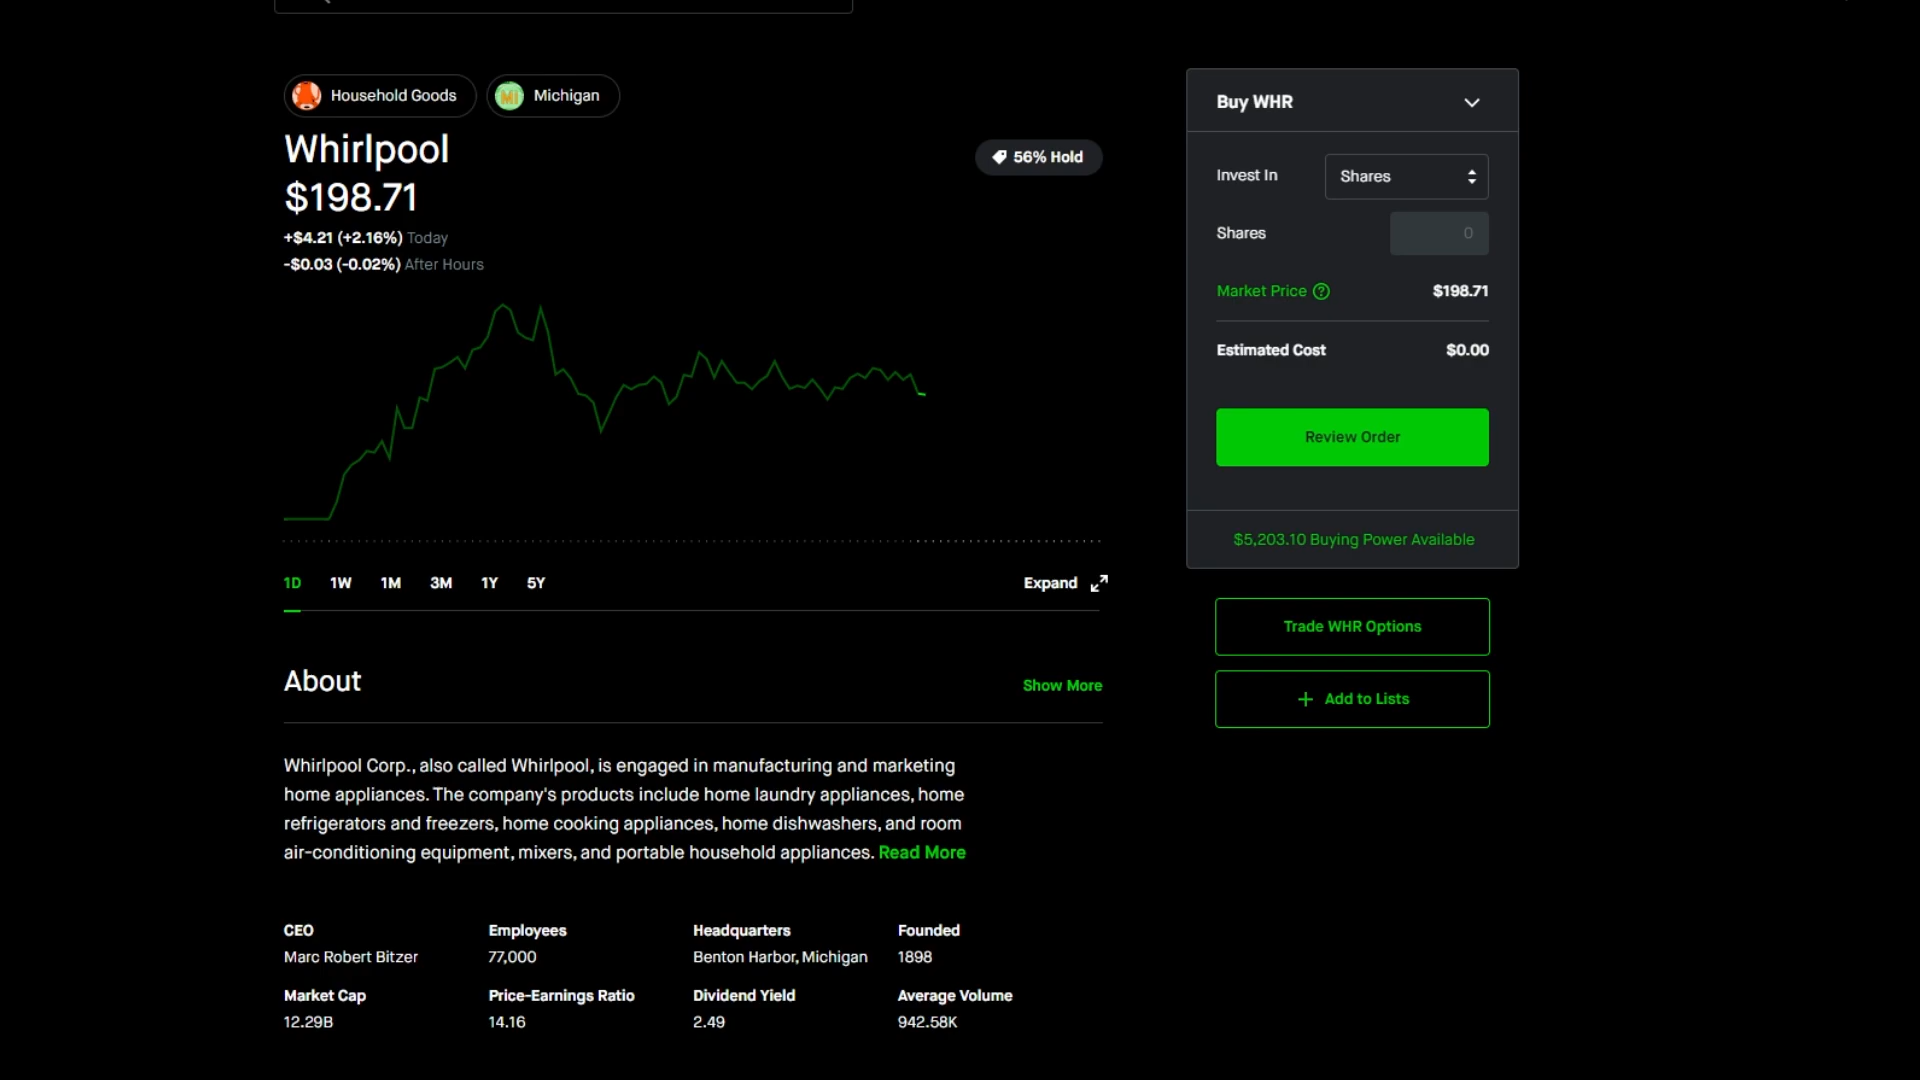 Household Goods
MI
Michigan
Whirlpool
$198.71
56% Hold
+$4.21 (+2.16%) Today
-$0.03 (-0.02%) After Hours
1D 1W 1M 3M 1Y 5Y
Expand
About
Show More
Whirlpool Corp., also called Whirlpool, is engaged in manufacturing and marketing
home appliances. The company's products include home laundry appliances, home
refrigerators and freezers, home cooking appliances, home dishwashers, and room
air-conditioning equipment, mixers, and portable household appliances. Read More
CEO
Marc Robert Bitzer
Employees
77,000
Headquarters
Benton Harbor, Michigan
Founded
1898
Market Cap
12.29B
Price-Earnings Ratio
14.16
Dividend Yield
2.49
Average Volume
942.58K
Buy WHR
Invest In
Shares
Shares
0
Market Price ?
$198.71
Estimated Cost
$0.00
Review Order
$5,203.10 Buying Power Available
Trade WHR Options
+ Add to Lists